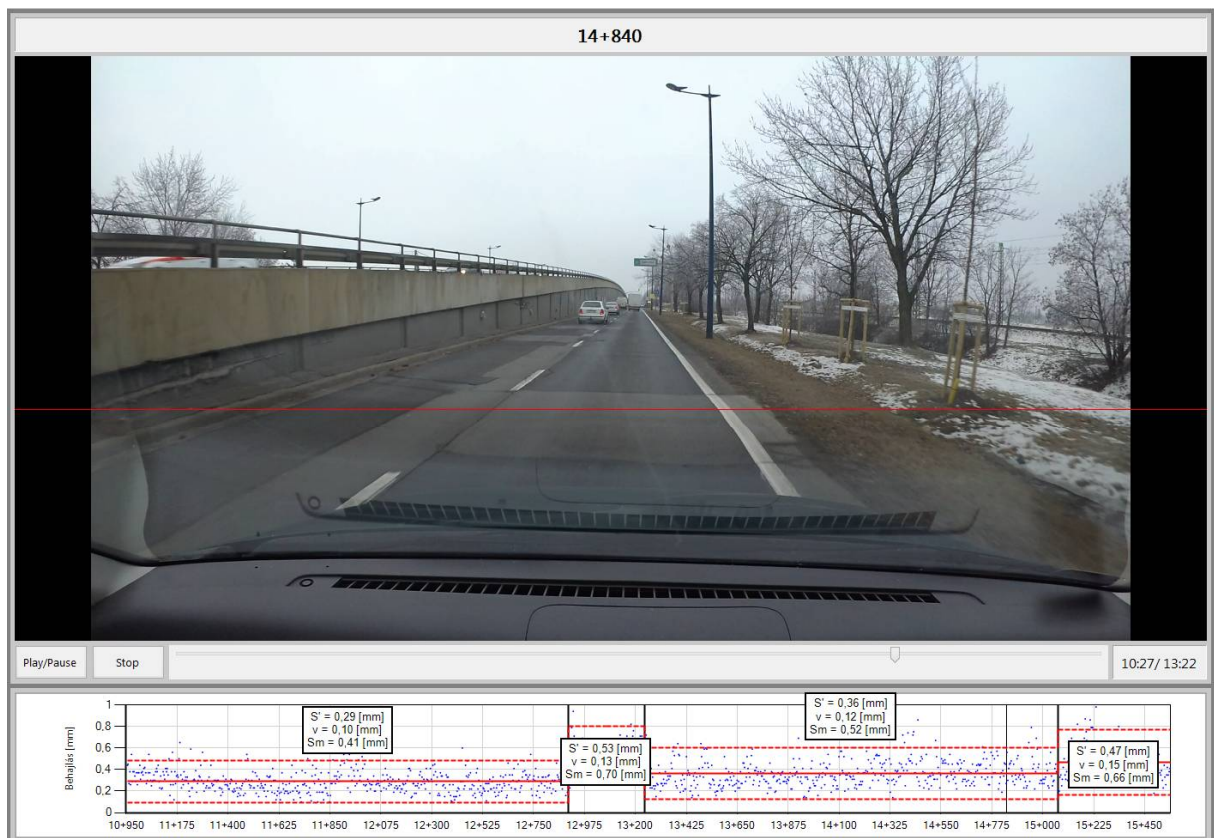 14+840
Play/Pause
Stop
10:27/ 13:22
Behajlás [mm]
1
0,8
0,6
0,4
0,2
0
S' = 0,29 [mm]
v = 0,10 [mm]
Sm = 0,41 [mm]
S' = 0,53 [mm]
v = 0,13 [mm]
Sm = 0,70 [mm]
S' = 0,36 [mm]
v = 0,12 [mm]
Sm = 0,52 [mm]
S' = 0,47 [mm]
v = 0,15 [mm]
Sm = 0,66 [mm]
10+950 11+175 11+400 11+625 11+850 12+075 12+300 12+525 12+750 12+975 13+200 13+425 13+650 13+875 14+100 14+325 14+550 14+775 15+000 15+225 15+450